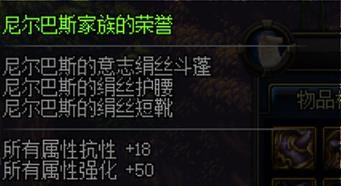 尼尔巴斯家族的荣誉
尼尔巴斯的意志绢丝斗蓬
尼尔巴斯的绢丝护腰
尼尔巴斯的绢丝短靴
物品
所有属性抗性 +18
所有属性强化 +50